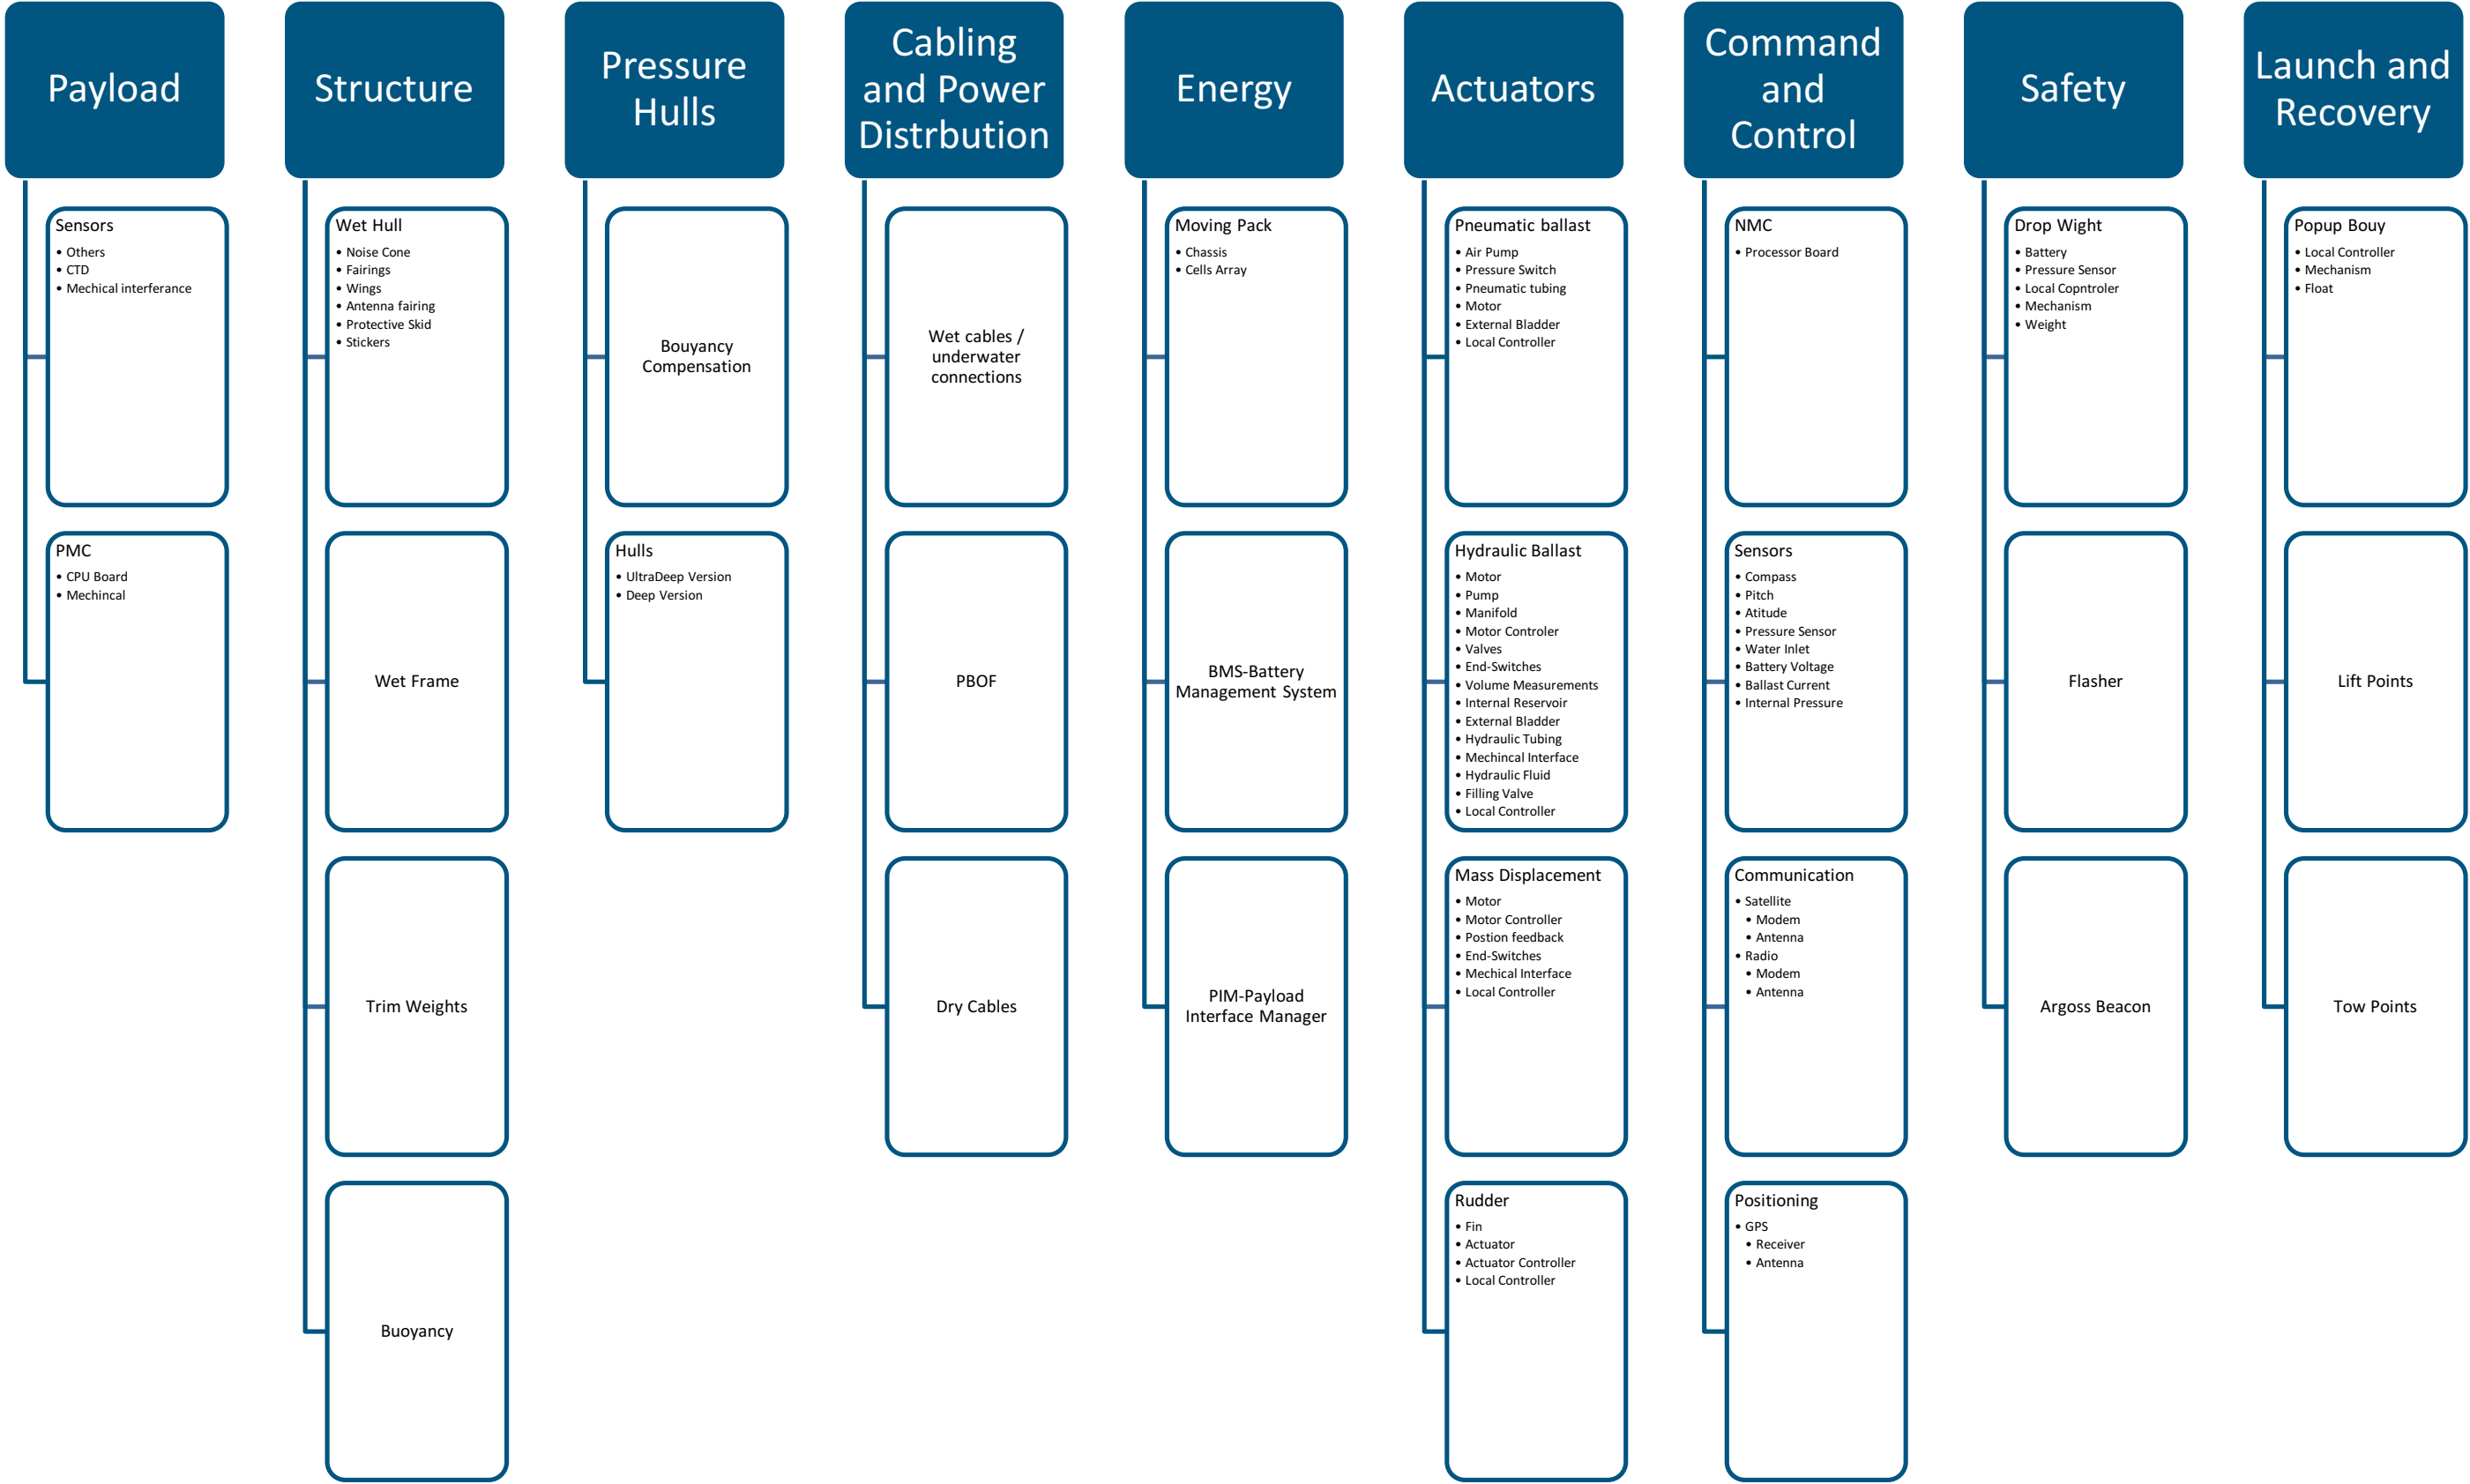 Payload
Sensors
• Others
• CTD
• Mechical interferance
PMC
• CPU Board
• Mechincal
Structure
Wet Hull
• Noise Cone
• Fairings
• Wings
• Antenna fairing
• Protective Skid
• Stickers
Wet Frame
Trim Weights
Buoyancy
Pressure
Hulls
Bouyancy
Compensation
Hulls
• UltraDeep Version
• Deep Version
Cabling
and Power
Distrbution
Wet cables /
underwater
connections
PBOF
Dry Cables
Energy
Moving Pack
• Chassis
• Cells Array
BMS-Battery
Management System
PIM-Payload
Interface Manager
Actuators
Pneumatic ballast
• Air Pump
• Pressure Switch
• Pneumatic tubing
• Motor
• External Bladder
• Local Controller
Hydraulic Ballast
• Motor
• Pump
• Manifold
• Motor Controler
• Valves
• End-Switches
• Volume Measurements
• Internal Reservoir
• External Bladder
• Hydraulic Tubing
• Mechincal Interface
• Hydraulic Fluid
• Filling Valve
• Local Controller
Mass Displacement
• Motor
• Motor Controller
• Postion feedback
• End-Switches
• Mechical Interface
• Local Controller
Rudder
• Fin
• Actuator
• Actuator Controller
• Local Controller
Command
and
Control
NMC
• Processor Board
Sensors
• Compass
• Pitch
• Atitude
• Pressure Sensor
• Water Inlet
• Battery Voltage
• Ballast Current
• Internal Pressure
Communication
• Satellite
• Modem
• Antenna
• Radio
• Modem
• Antenna
Positioning
• GPS
• Receiver
• Antenna
Safety
Drop Wight
• Battery
• Pressure Sensor
• Local Copntroler
• Mechanism
• Weight
Flasher
Argoss Beacon
Launch and
Recovery
Popup Bouy
• Local Controller
• Mechanism
• Float
Lift Points
Tow Points